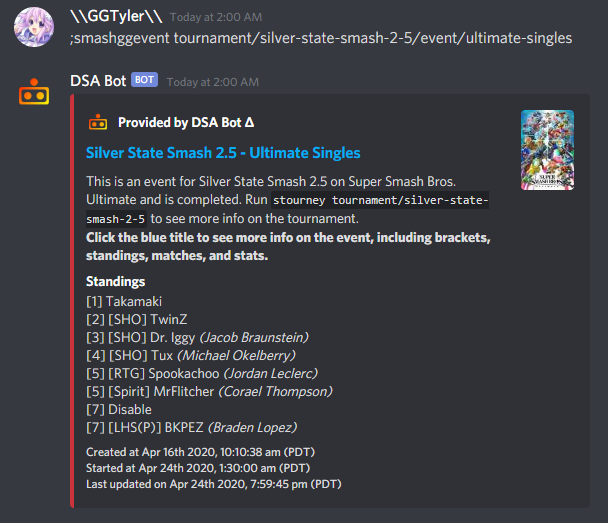 \\GGTyler\\ Today at 2:00 AM
;smashggevent tournament/silver-state-smash-2-5/event/ultimate-singles
DSA Bot BOT Today at 2:00 AM
Provided by DSA Bot Δ
Silver State Smash 2.5 - Ultimate Singles
This is an event for Silver State Smash 2.5 on Super Smash Bros.
Ultimate and is completed. Run stourney tournament/silver-state-
smash-2-5 to see more info on the tournament.
Click the blue title to see more info on the event, including brackets,
standings, matches, and stats.
Standings
[1] Takamaki
[2] [SHO] TwinZ
[3] [SHO] Dr. Iggy (Jacob Braunstein)
[4] [SHO] Tux (Michael Okelberry)
[5] [RTG] Spookachoo (Jordan Leclerc)
[5] [Spirit] MrFlitcher (Corael Thompson)
[7] Disable
[7] [LHS(P)] BKPEZ (Braden Lopez)
Created at Apr 16th 2020, 10:10:38 am (PDT)
Started at Apr 24th 2020, 1:30:00 am (PDT)
Last updated on Apr 24th 2020, 7:59:45 pm (PDT)
SUPER
SMASH BROS.